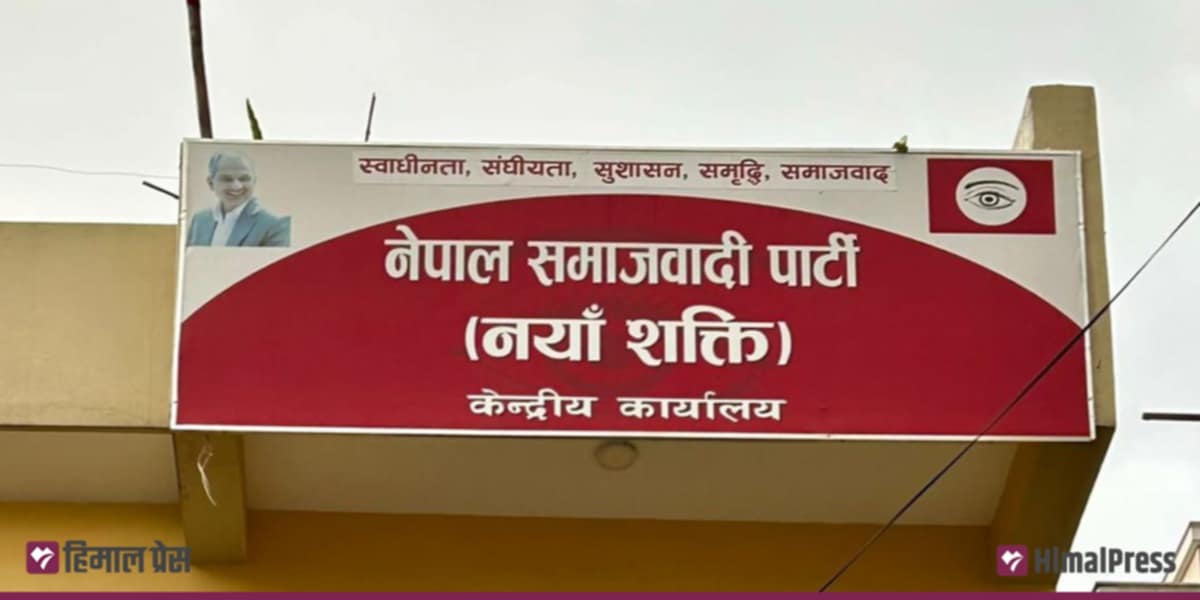 स्वाधीनता, संघीयता, सुशासन, समृद्धि, समाजवाद
नेपाल समाजवादी पार्टी
(नयाँ शक्ति)
केन्द्रीय कार्यालय
हिमाल प्रेस
HimalPress